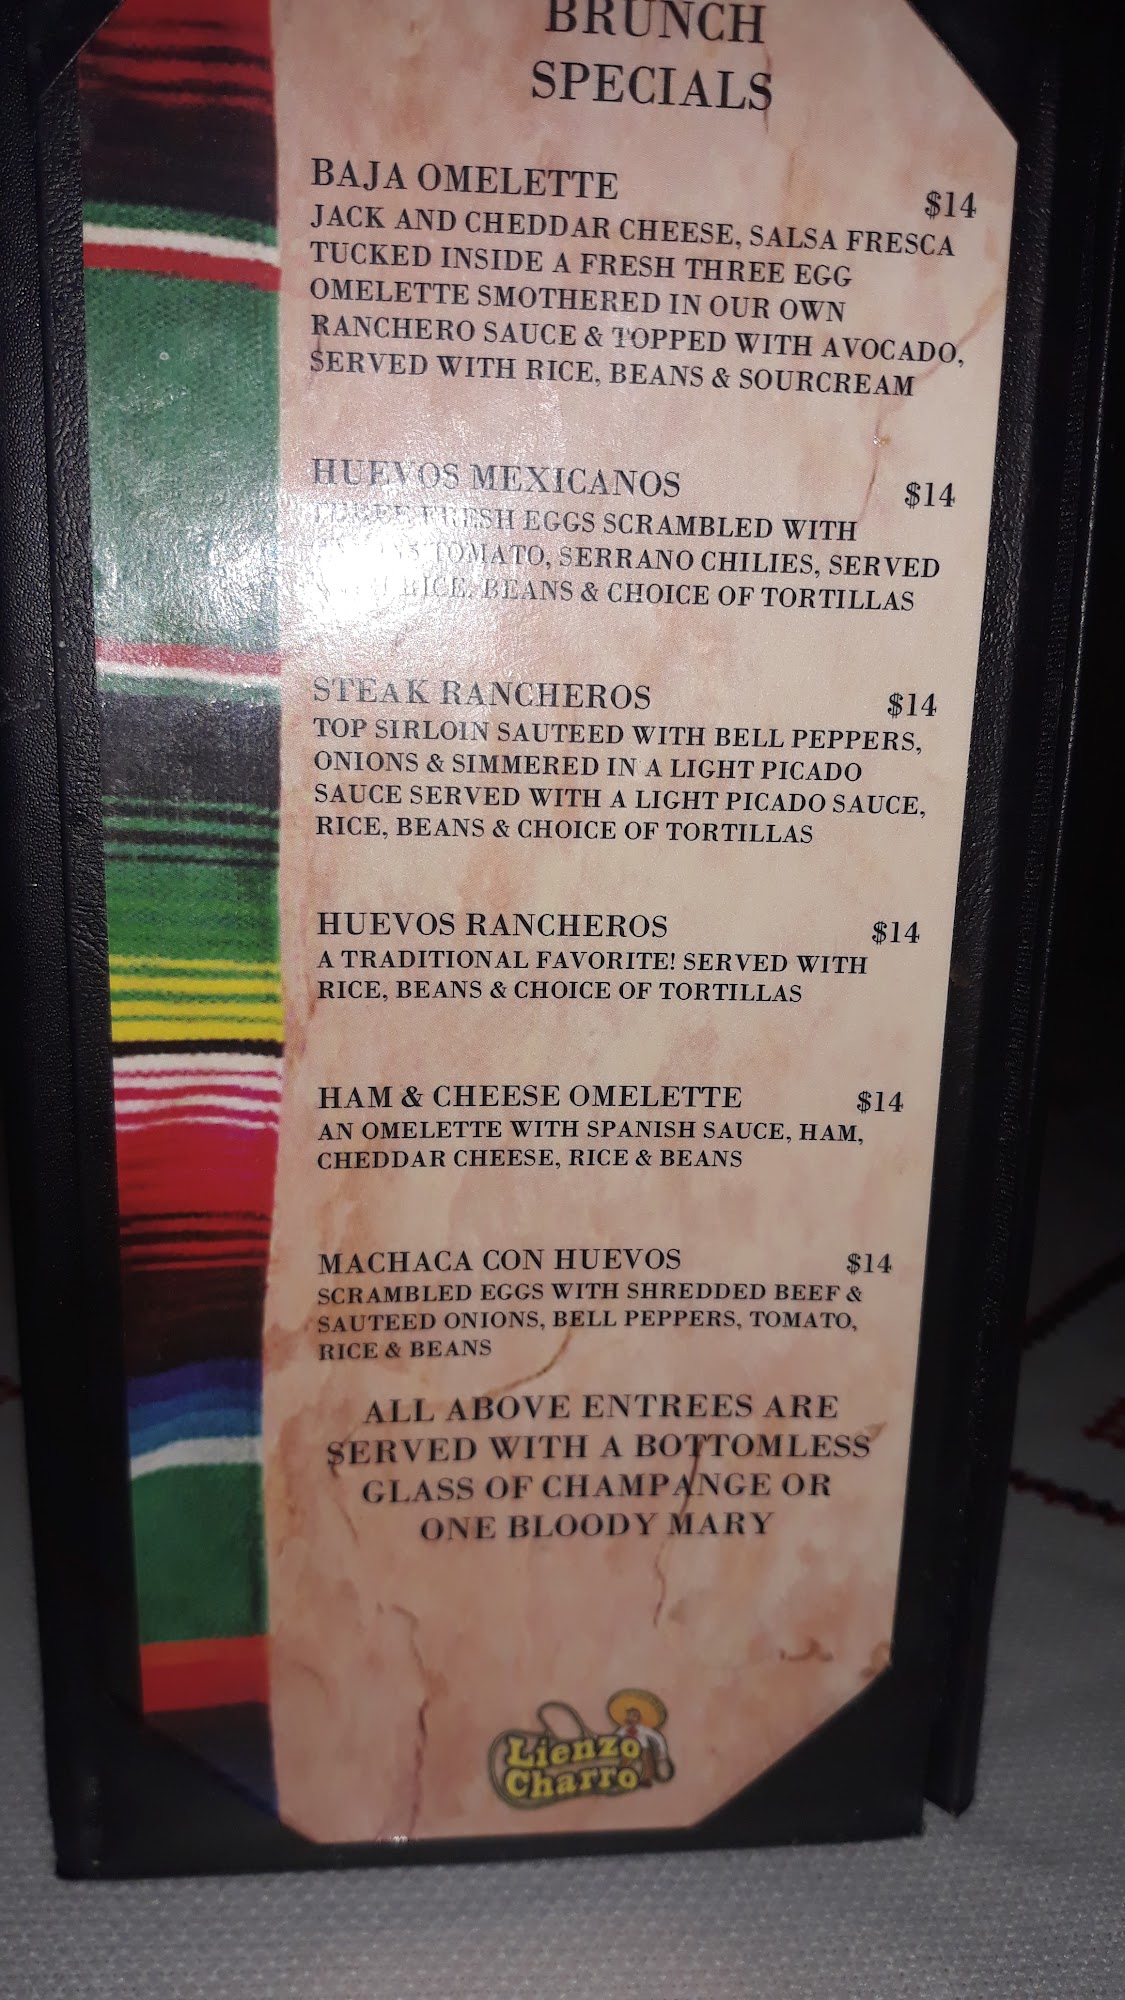 BRUNCH
SPECIALS
BAJA OMELETTE $14
JACK AND CHEDDAR CHEESE, SALSA FRESCA
TUCKED INSIDE A FRESH THREE EGG
OMELETTE SMOTHERED IN OUR OWN
RANCHERO SAUCE & TOPPED WITH AVOCADO,
SERVED WITH RICE, BEANS & SOURCREAM
HUEVOS MEXICANOS $14
FRESH EGGS SCRAMBLED WITH
TOMATO, SERRANO CHILIES, SERVED
RICE, BEANS & CHOICE OF TORTILLAS
STEAK RANCHEROS $14
TOP SIRLOIN SAUTEED WITH BELL PEPPERS,
ONIONS & SIMMERED IN A LIGHT PICADO
SAUCE SERVED WITH A LIGHT PICADO SAUCE,
RICE, BEANS & CHOICE OF TORTILLAS
HUEVOS RANCHEROS $14
A TRADITIONAL FAVORITE! SERVED WITH
RICE, BEANS & CHOICE OF TORTILLAS
HAM & CHEESE OMELETTE $14
AN OMELETTE WITH SPANISH SAUCE, HAM,
CHEDDAR CHEESE, RICE & BEANS
MACHACA CON HUEVOS $14
SCRAMBLED EGGS WITH SHREDDED BEEF &
SAUTEED ONIONS, BELL PEPPERS, TOMATO,
RICE & BEANS
ALL ABOVE ENTREES ARE
SERVED WITH A BOTTOMLESS
GLASS OF CHAMPANGE OR
ONE BLOODY MARY
Lienzo
Charro